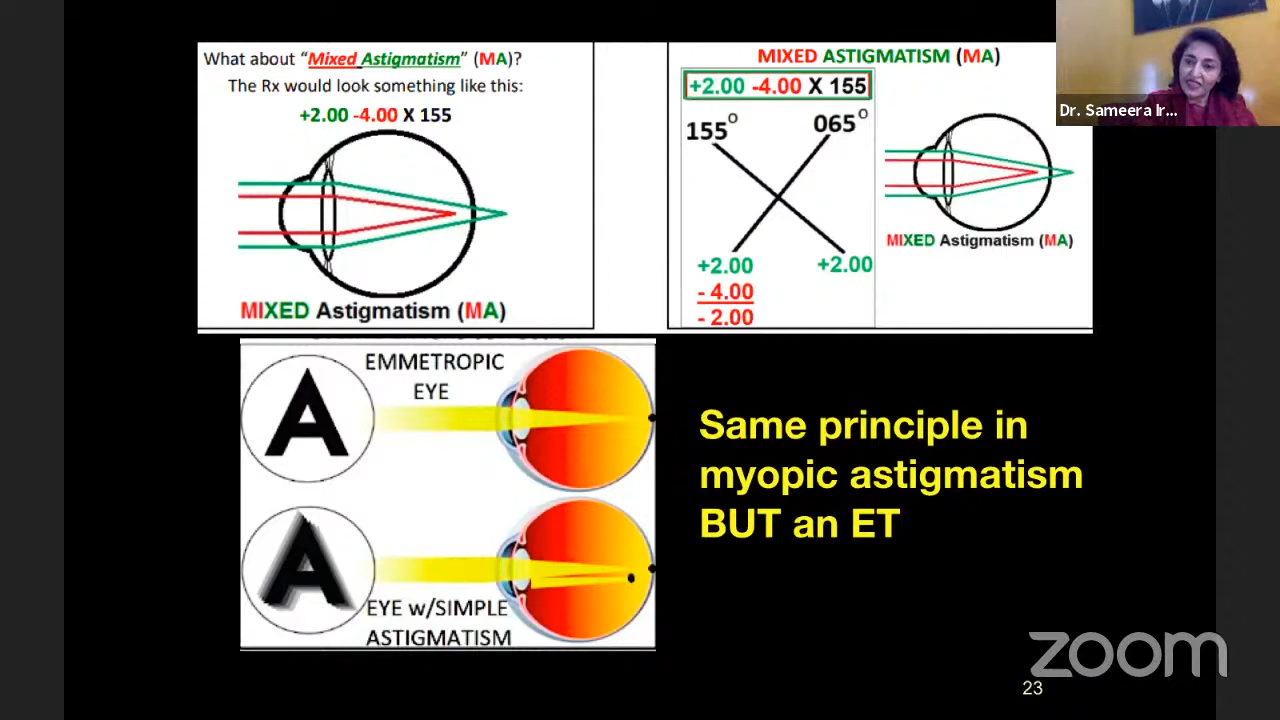 What about “Mixed Astigmatism” (MA)?
The Rx would look something like this:
+2.00 -4.00 X 155
MIXED Astigmatism (MA)
MIXED ASTIGMATISM (MA)
+2.00 -4.00 X 155
155° 065°
+2.00 +2.00
- 4.00
- 2.00
MIXED Astigmatism (MA)
Dr. Sameera Ir...
A
EMMETROPIC
EYE
A
EYE w/SIMPLE
ASTIGMATISM
Same principle in
myopic astigmatism
BUT an ET
zoom
23